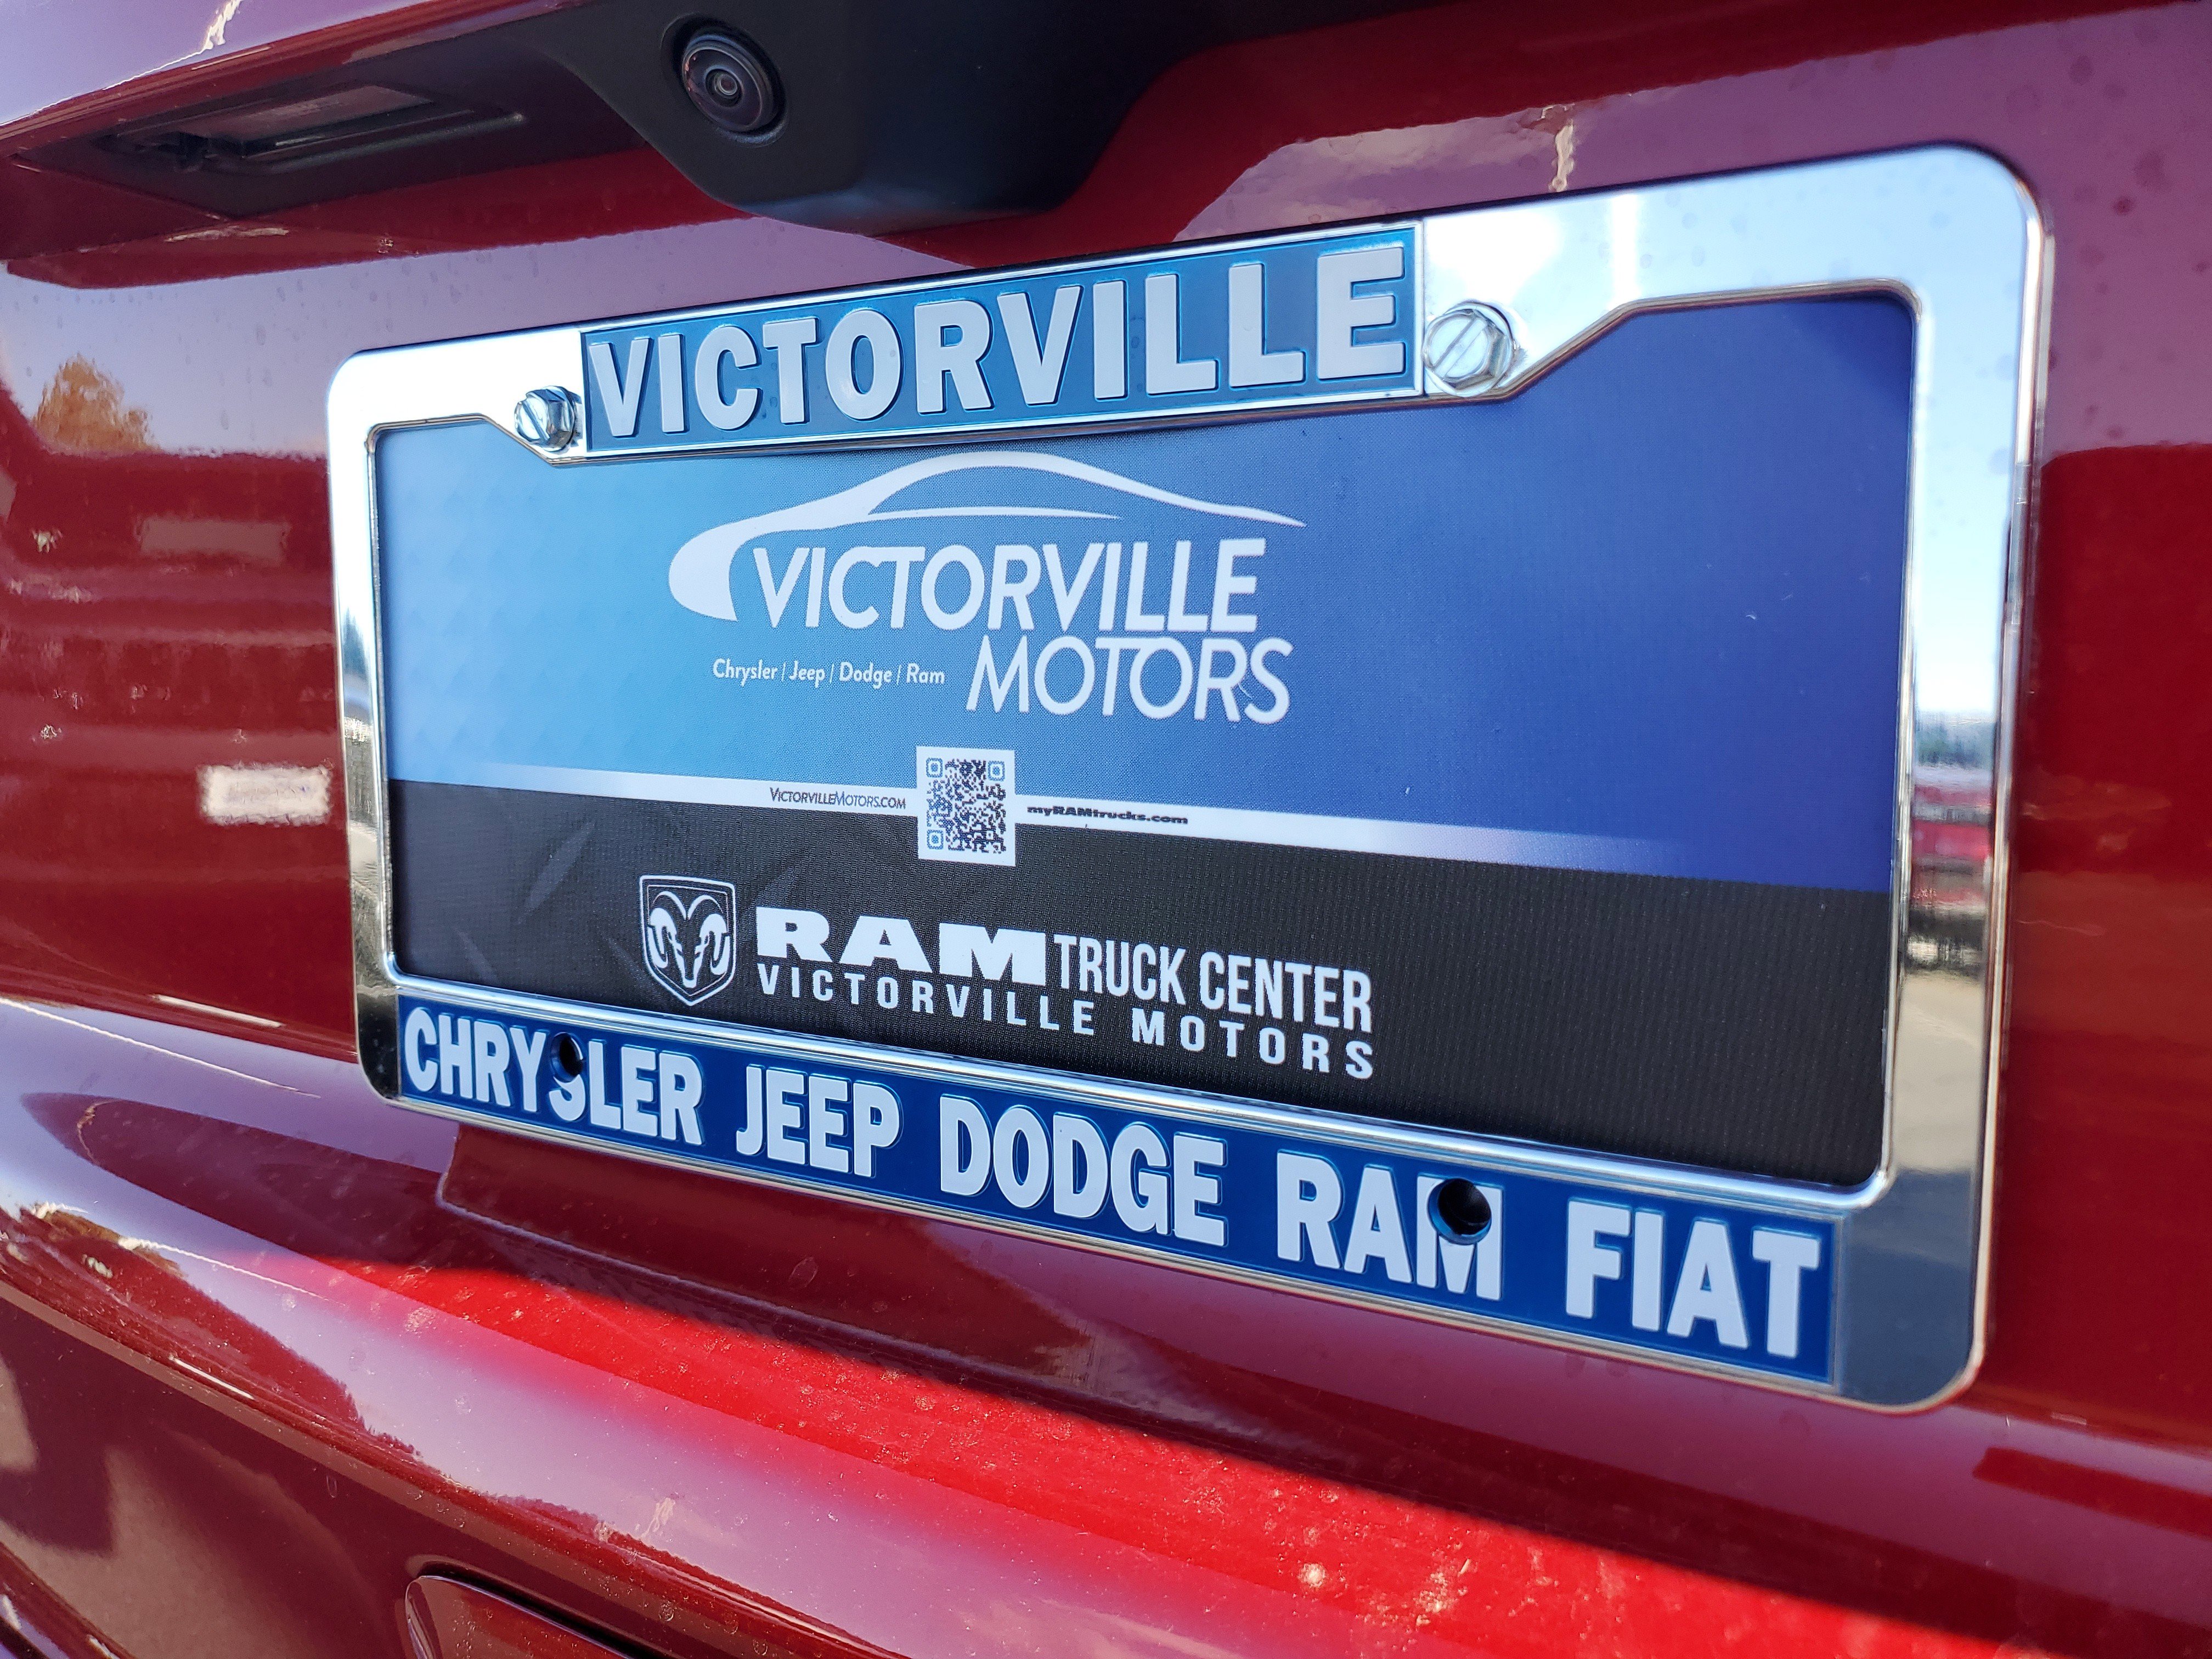 VICTORVILLE
VICTORVILLE
MOTORS
Chrysler | Jeep | Dodge | Ram
VICTORVILLEMOTORS.COM
myRAMtrucks.com
RAM TRUCK CENTER
VICTORVILLE MOTORS
CHRYSLER JEEP DODGE RAM FIAT